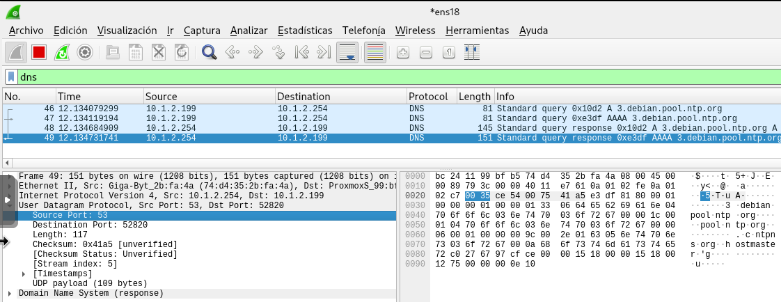 *ens18
Archivo Edición Visualización Ir Captura Analizar Estadísticas Telefonía Wireless Herramientas Ayuda
dns
No. Time Source Destination Protocol Length Info
46 12.134079299 10.1.2.199 10.1.2.254 DNS 81 Standard query 0x10d2 A 3.debian.pool.ntp.org
47 12.134119194 10.1.2.199 10.1.2.254 DNS 81 Standard query 0xe3df AAAA 3.debian.pool.ntp.org
48 12.134684909 10.1.2.254 10.1.2.199 DNS 145 Standard query response 0x10d2 A 3.debian.pool.ntp.org A
49 12.134731741 10.1.2.254 10.1.2.199 DNS 151 Standard query response 0xe3df AAAA 3.debian.pool.ntp.org
Frame 49: 151 bytes on wire (1208 bits), 151 bytes captured (1208 bits) on i
Ethernet II, Src: Giga-Byt_2b:fa:4a (74:d4:35:2b:fa:4a), Dst: ProxmoxS_99:bf
Internet Protocol Version 4, Src: 10.1.2.254, Dst: 10.1.2.199
User Datagram Protocol, Src Port: 53, Dst Port: 52820
Source Port: 53
Destination Port: 52820
Length: 117
Checksum: 0x41a5 [unverified]
[Checksum Status: Unverified]
[Stream index: 5]
[Timestamps]
UDP payload (109 bytes)
Domain Name System (response)
0000 bc 24 11 99 bf b5 74 d4 35 2b fa 4a 08 00 45 00
0010 00 89 79 3c 00 00 40 11 e7 60 0a 01 02 fe 0a 01
0020 02 c7 00 35 ce 54 00 75 41 a5 e3 df 81 80 00 01
0030 00 00 00 01 00 00 01 33 06 64 65 62 69 61 6e 04
0040 70 6f 6f 6c 03 6e 74 70 03 6f 72 67 00 00 1c 00
0050 01 04 70 6f 6f 6c 03 6e 74 70 03 6f 72 67 00 00
0060 06 00 01 00 00 00 9c 00 2e 01 63 05 6e 74 70 6e
0070 73 03 6f 72 67 00 0a 68 6f 73 74 6d 61 73 74 65
0080 72 c0 27 67 97 cf ce 00 00 15 18 00 00 15 18 00
0090 12 75 00 00 00 0e 10